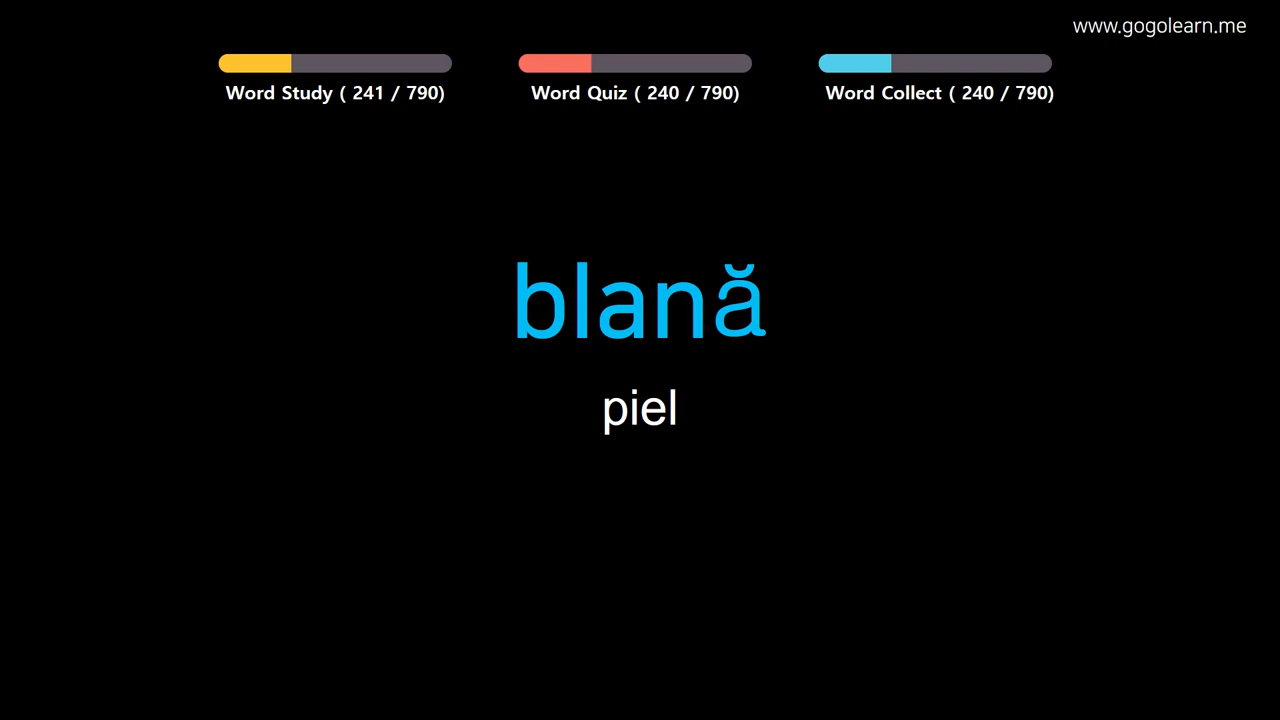 www.gogolearn.me
Word Study ( 241 / 790)
Word Quiz ( 240 / 790)
Word Collect ( 240 / 790)
blană
piel